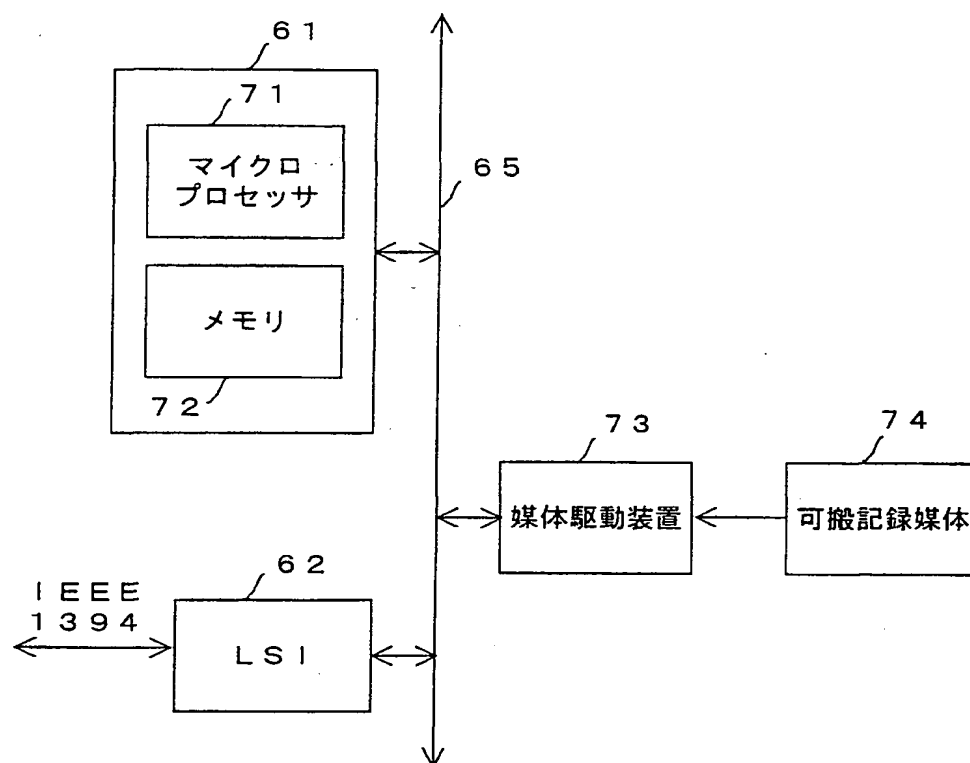 ６１
７１
マイクロ
プロセッサ
６５
メモリ
７２
７３
７４
媒体駆動装置
可搬記録媒体
６２
ＩＥＥＥ
１３９４
ＬＳＩ